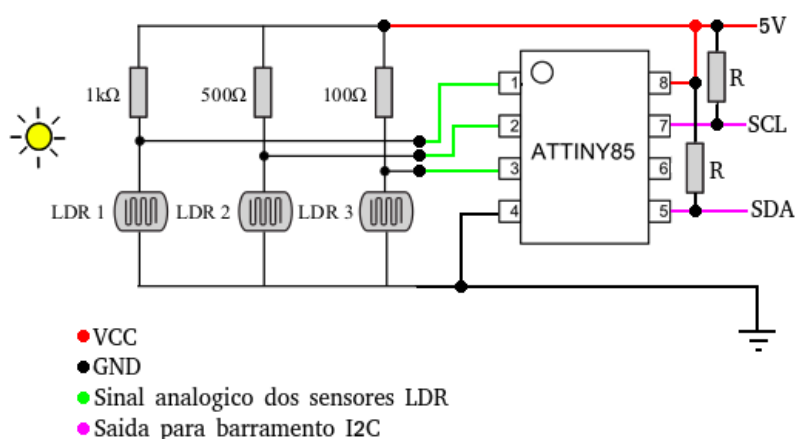 5V
1kΩ
500Ω
100Ω
1
8
R
2
7
SCL
ATTINY85
3
6
R
LDR 1
LDR 2
LDR 3
4
5
SDA
VCC
GND
Sinal analogico dos sensores LDR
Saida para barramento I2C